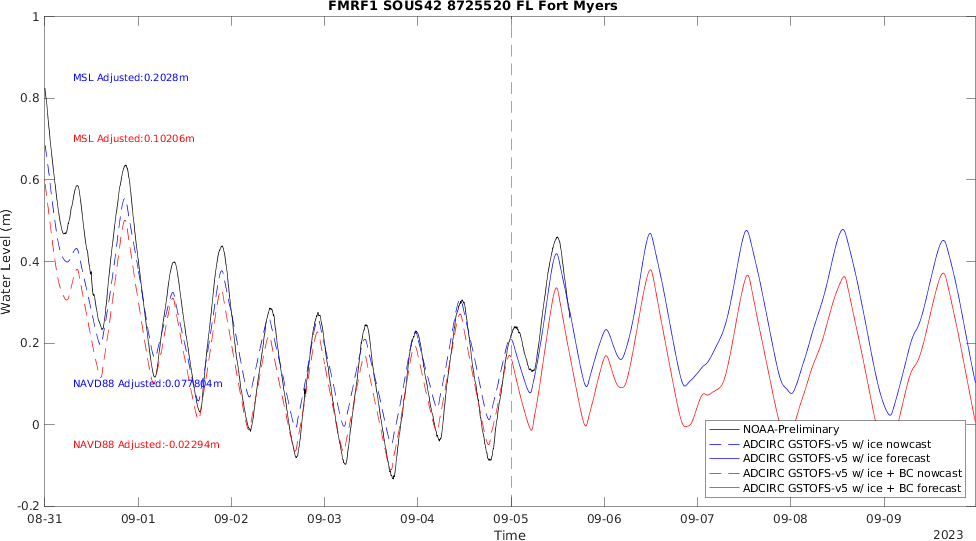 FMRF1 SOUS42 8725520 FL Fort Myers
1
0.8
0.6
0.4
0.2
0
-0.2
Water Level (m)
MSL Adjusted:0.2028m
MSL Adjusted:0.10206m
NAVD88 Adjusted:0.077804m
NAVD88 Adjusted:-0.02294m
NOAA-Preliminary
ADCIRC GSTOFS-v5 w/ ice nowcast
ADCIRC GSTOFS-v5 w/ ice forecast
ADCIRC GSTOFS-v5 w/ ice + BC nowcast
ADCIRC GSTOFS-v5 w/ ice + BC forecast
08-31 09-01 09-02 09-03 09-04 09-05 09-06 09-07 09-08 09-09
Time
2023